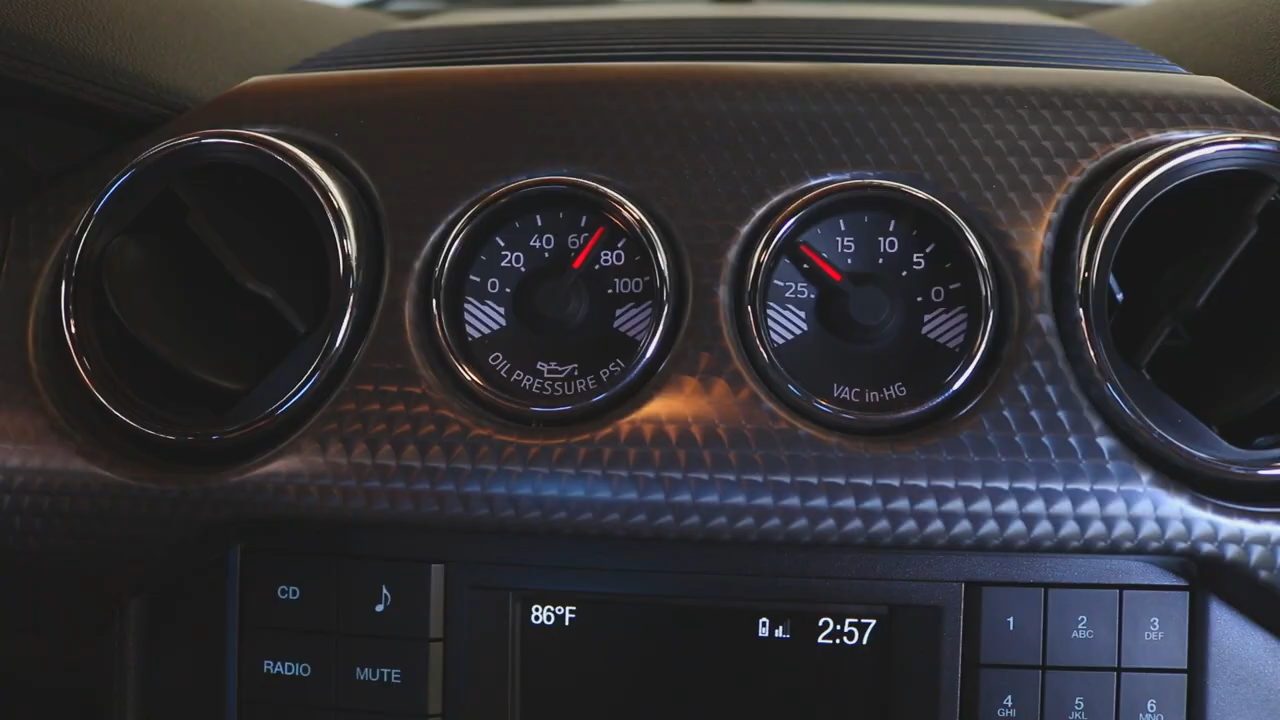 0
20
40
60
80
100
OIL PRESSURE PSI
25
15
10
5
0
VAC in·HG
CD
RADIO
MUTE
86°F
2:57
1
2
ABC
3
DEF
4
GHI
5
JKL
6
MNO